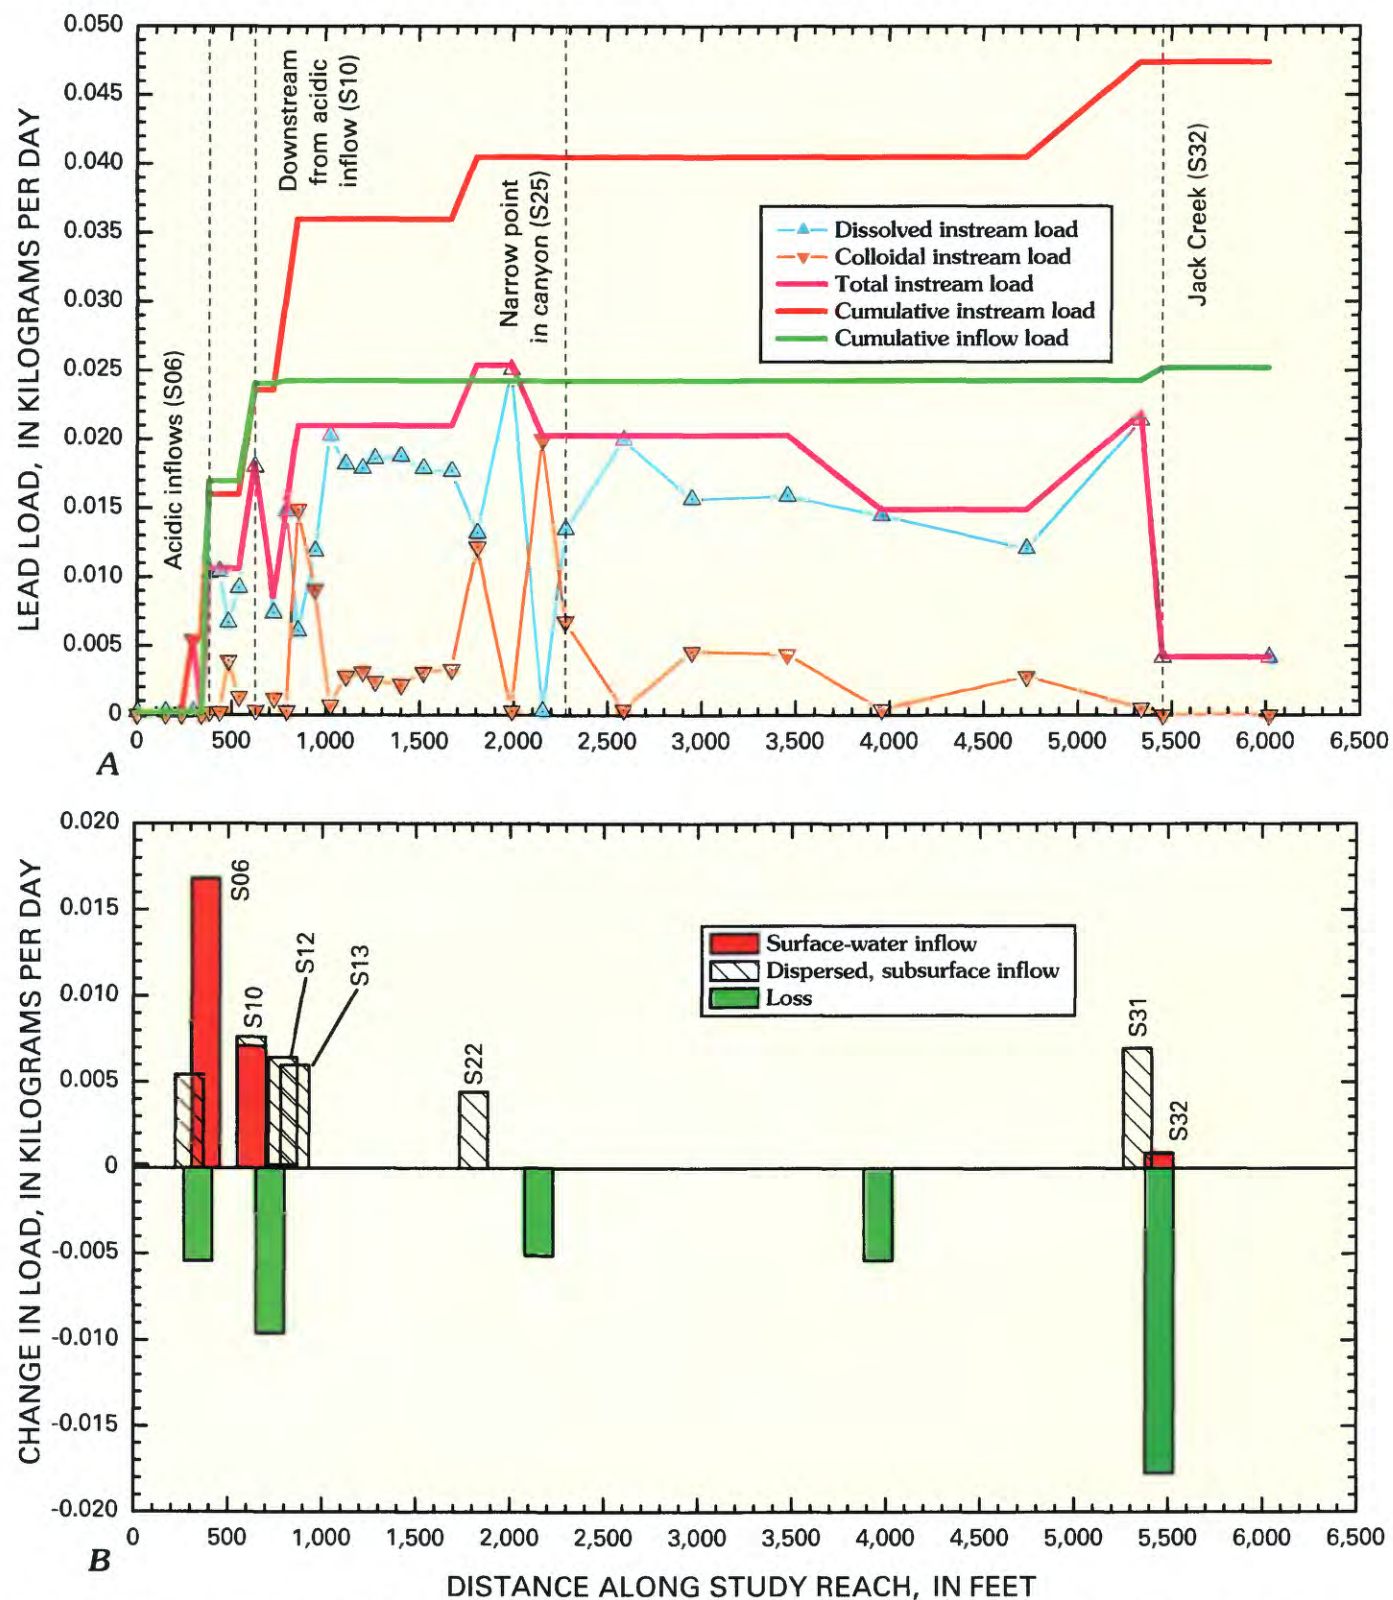 LEAD LOAD, IN KILOGRAMS PER DAY
0.050
0.045
0.040
0.035
0.030
0.025
0.020
0.015
0.010
0.005
0
Acidic inflows (S06)
Downstream
from acidic
inflow (S10)
Narrow point
in canyon (S25)
Jack Creek (S32)
Dissolved instream load
Colloidal instream load
Total instream load
Cumulative instream load
Cumulative inflow load
0 500 1,000 1,500 2,000 2,500 3,000 3,500 4,000 4,500 5,000 5,500 6,000 6,500
A
CHANGE IN LOAD, IN KILOGRAMS PER DAY
0.020
0.015
0.010
0.005
0
-0.005
-0.010
-0.015
-0.020
S06
S10
S12
S13
S22
S31
S32
Surface-water inflow
Dispersed, subsurface inflow
Loss
0 500 1,000 1,500 2,000 2,500 3,000 3,500 4,000 4,500 5,000 5,500 6,000 6,500
B
DISTANCE ALONG STUDY REACH, IN FEET